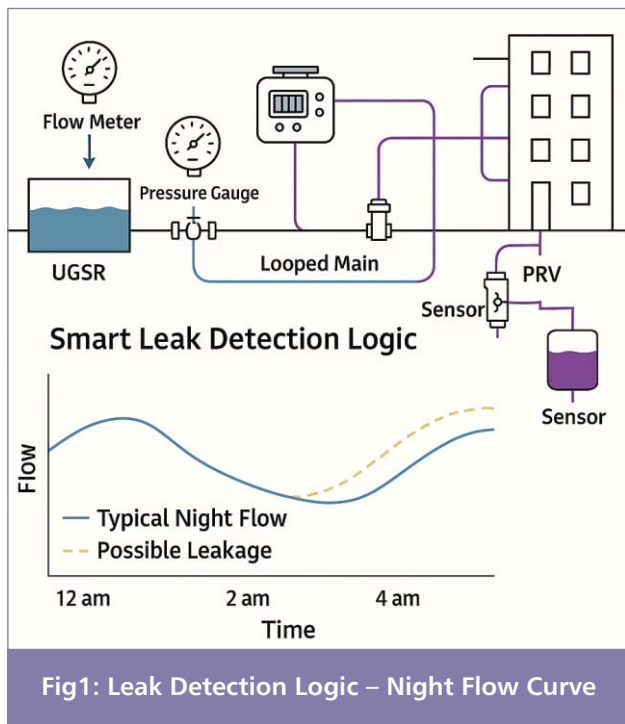 Flow Meter
Pressure Gauge
UGSR
Looped Main
PRV
Sensor
Sensor
Smart Leak Detection Logic
Flow
Typical Night Flow
Possible Leakage
12 am
2 am
4 am
Time
Fig1: Leak Detection Logic – Night Flow Curve